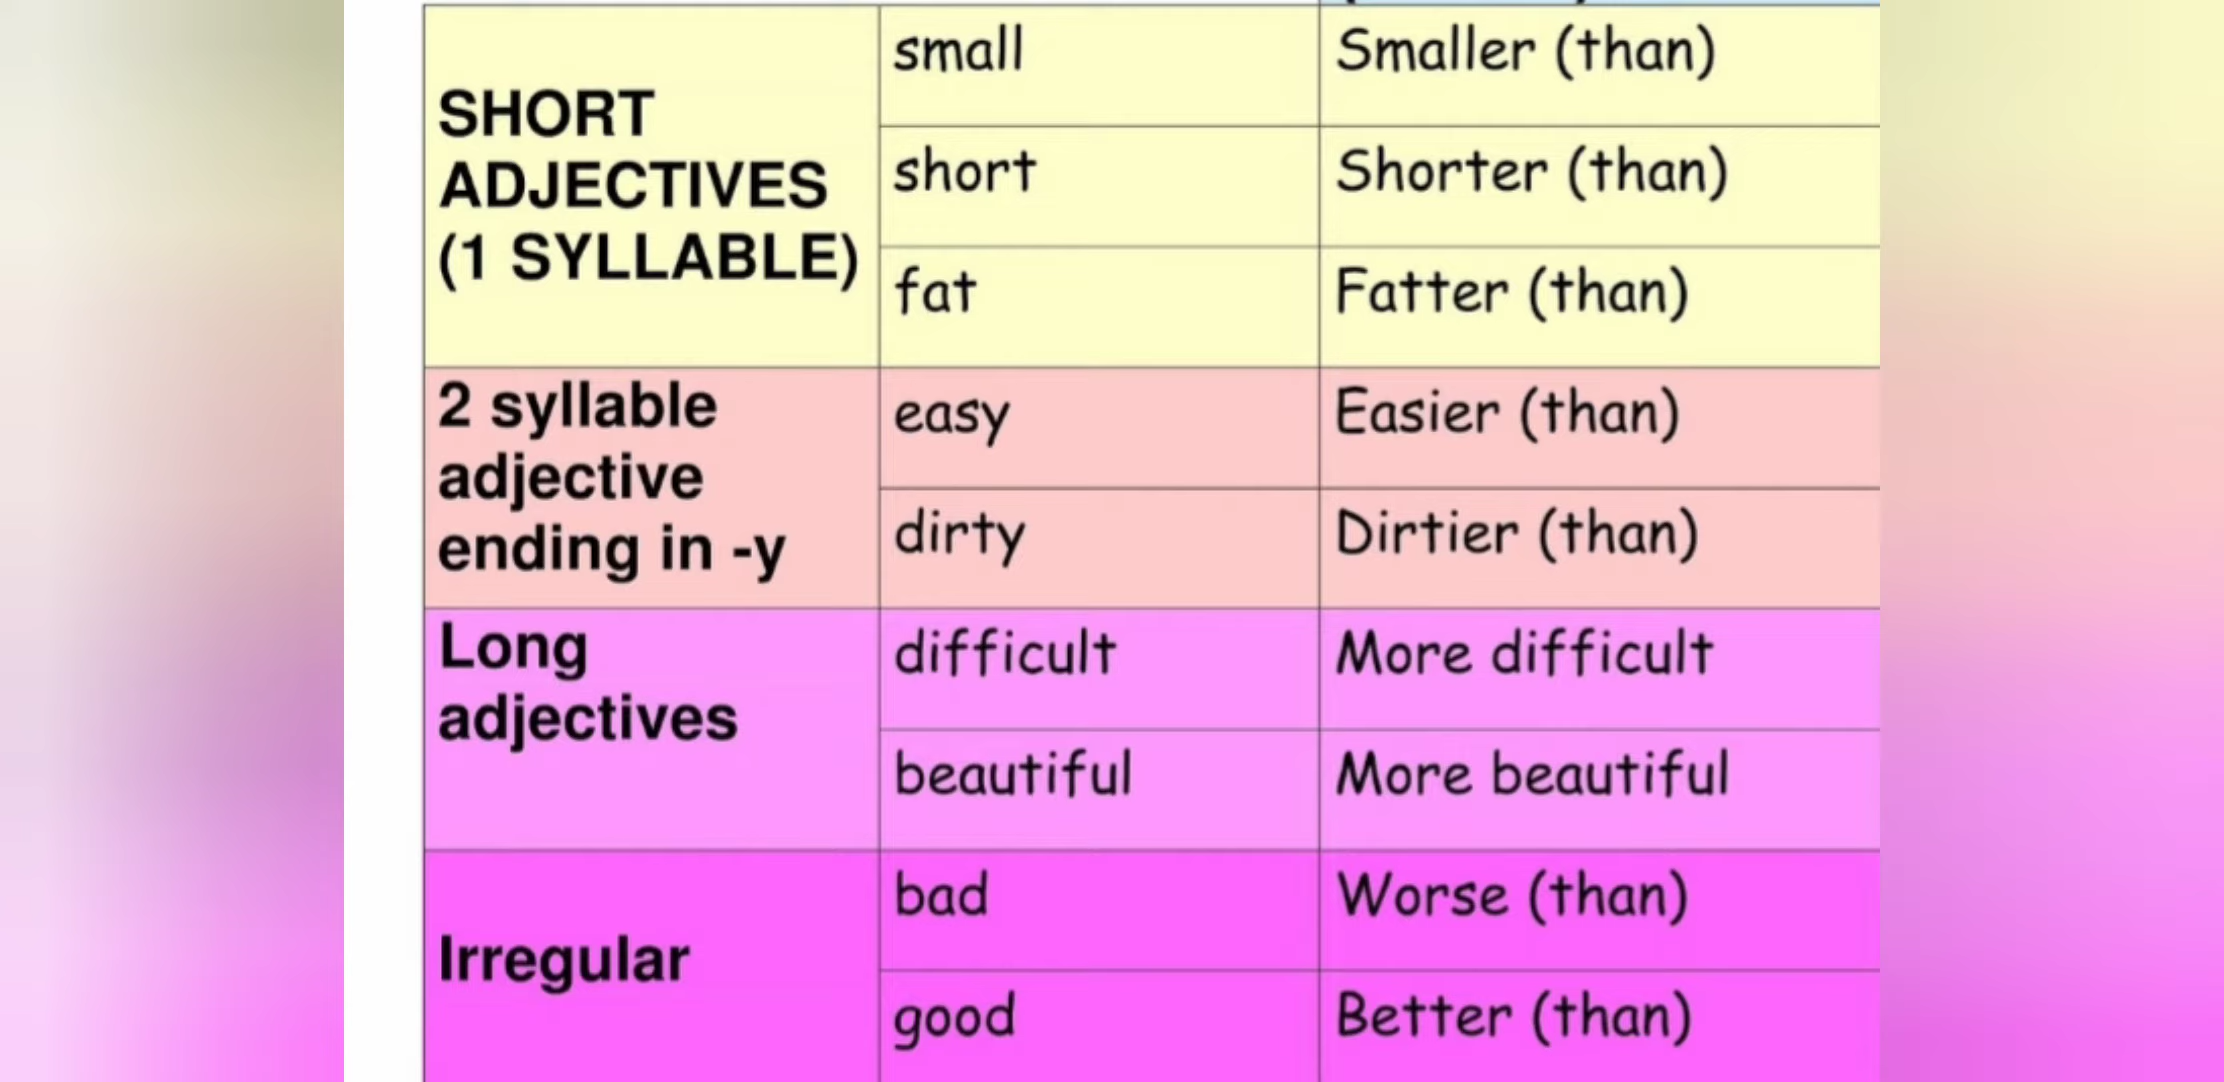 SHORT
ADJECTIVES
(1 SYLLABLE)
small
Smaller (than)
short
Shorter (than)
fat
Fatter (than)
2 syllable
adjective
ending in -y
easy
Easier (than)
dirty
Dirtier (than)
Long
adjectives
difficult
More difficult
beautiful
More beautiful
Irregular
bad
Worse (than)
good
Better (than)